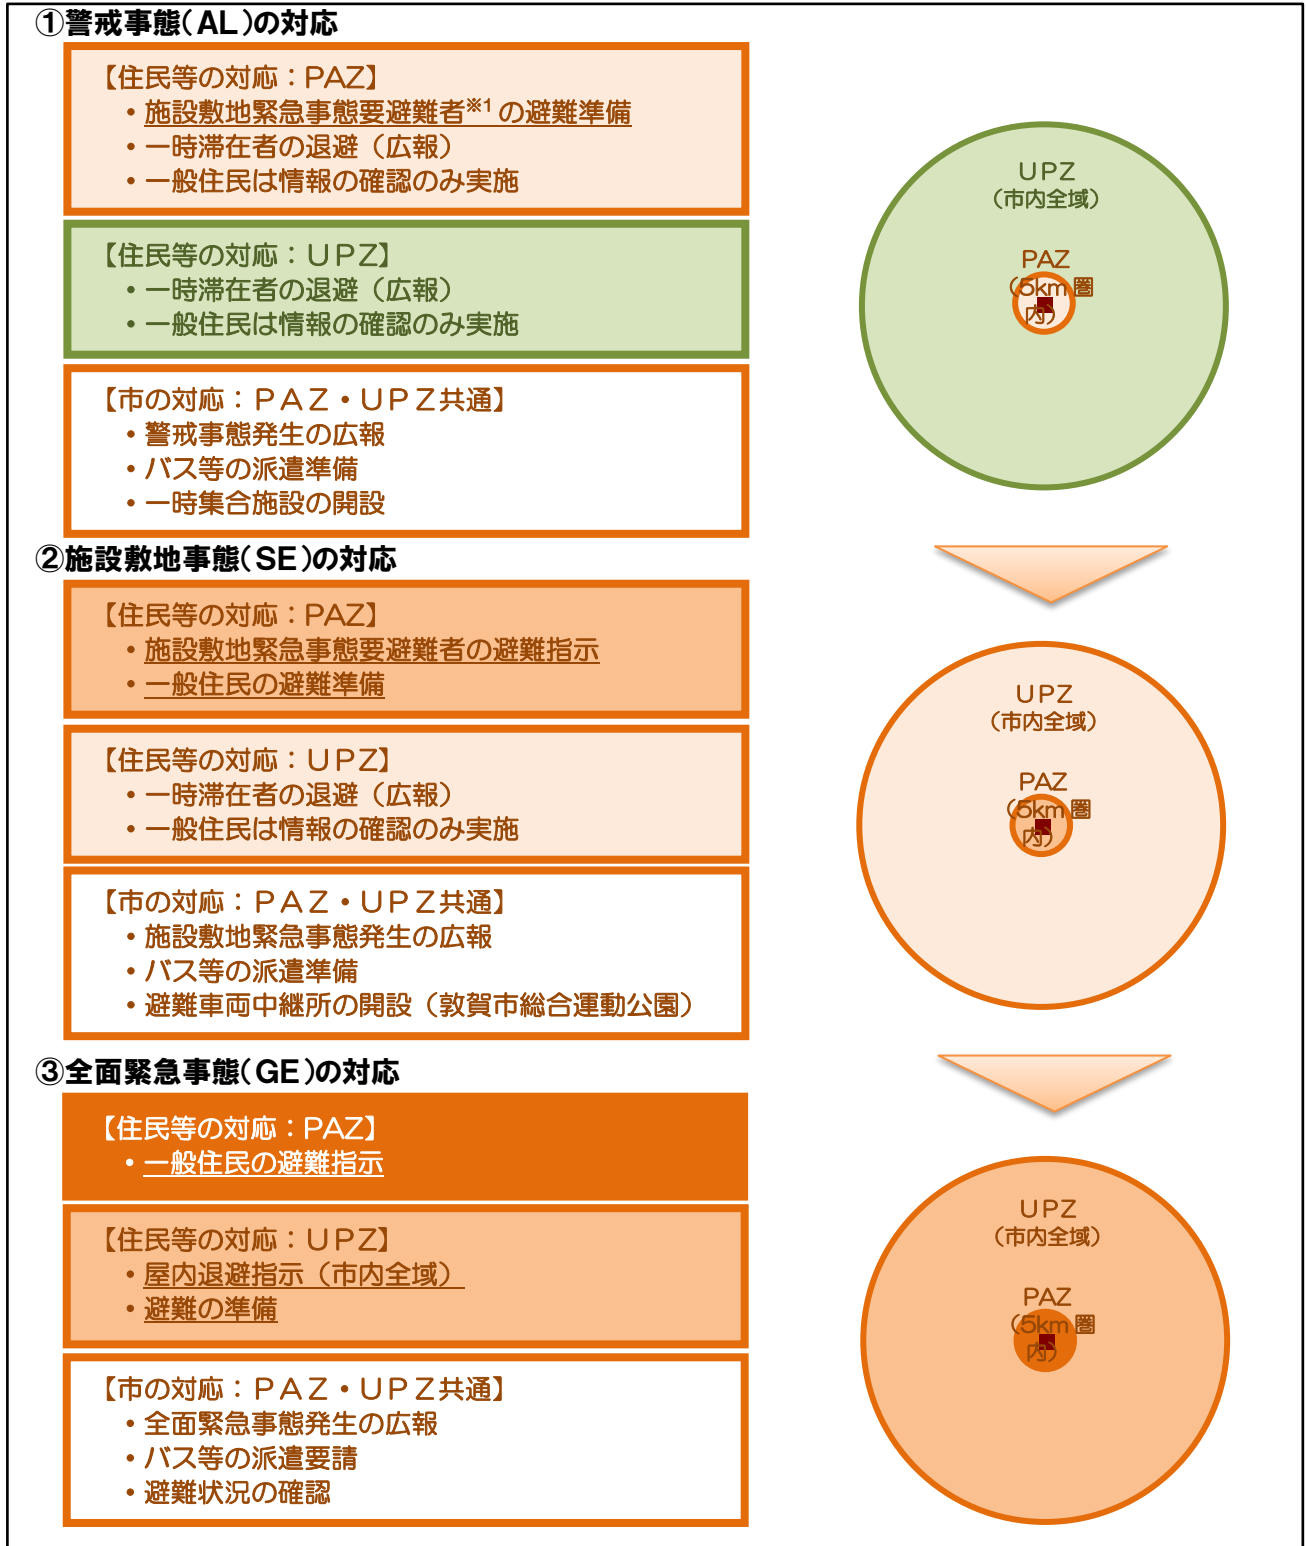 ①警戒事態(AL)の対応
【住民等の対応：PAZ】
・施設敷地緊急事態要避難者※1の避難準備
・一時滞在者の退避（広報）
・一般住民は情報の確認のみ実施
【住民等の対応：ＵＰＺ】
・一時滞在者の退避（広報）
・一般住民は情報の確認のみ実施
【市の対応：ＰＡＺ・ＵＰＺ共通】
・警戒事態発生の広報
・バス等の派遣準備
・一時集合施設の開設
ＵＰＺ
（市内全域）
PAZ
（5km圏
内）
②施設敷地事態(SE)の対応
【住民等の対応：PAZ】
・施設敷地緊急事態要避難者の避難指示
・一般住民の避難準備
【住民等の対応：ＵＰＺ】
・一時滞在者の退避（広報）
・一般住民は情報の確認のみ実施
【市の対応：ＰＡＺ・ＵＰＺ共通】
・施設敷地緊急事態発生の広報
・バス等の派遣準備
・避難車両中継所の開設（敦賀市総合運動公園）
ＵＰＺ
（市内全域）
PAZ
（5km圏
内）
③全面緊急事態(GE)の対応
【住民等の対応：PAZ】
・一般住民の避難指示
【住民等の対応：ＵＰＺ】
・屋内退避指示（市内全域）
・避難の準備
【市の対応：ＰＡＺ・ＵＰＺ共通】
・全面緊急事態発生の広報
・バス等の派遣要請
・避難状況の確認
ＵＰＺ
（市内全域）
PAZ
（5km圏
内）